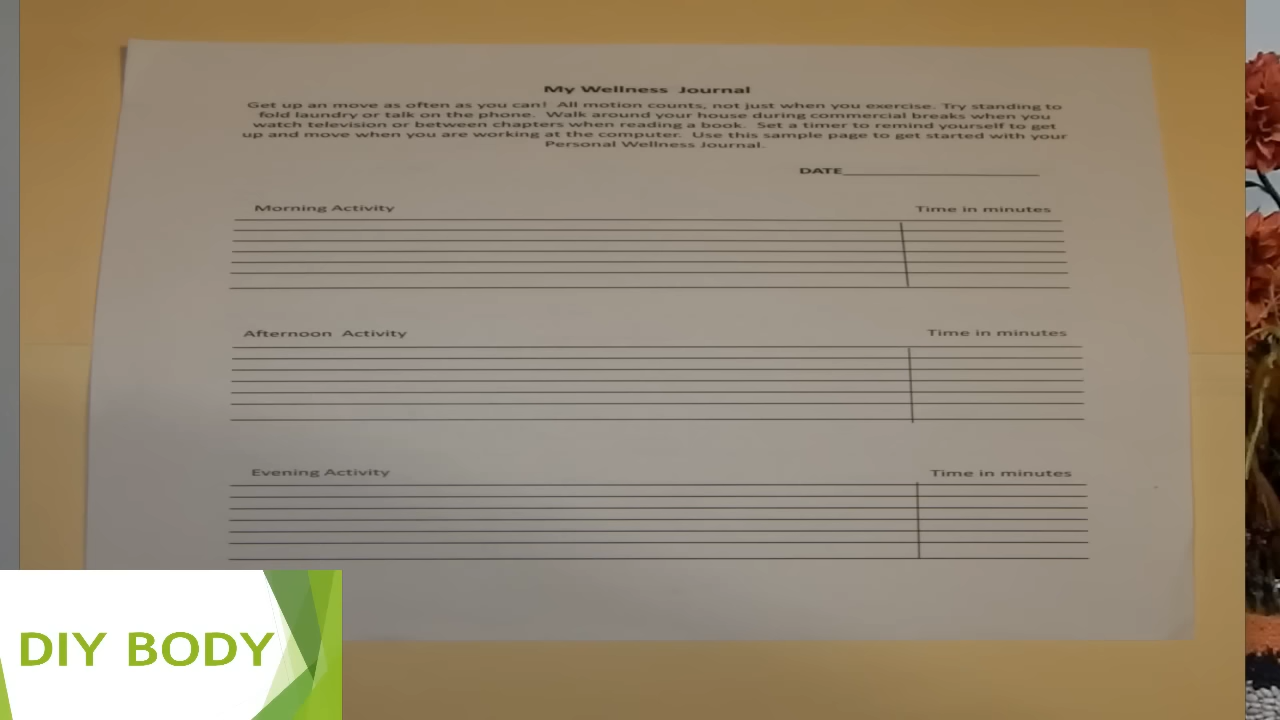 My Wellness Journal
Get up an move as often as you can! All motion counts, not just when you exercise. Try standing to
fold laundry or talk on the phone. Walk around your house during commercial breaks when you
watch television or between chapters when reading a book. Set a timer to remind yourself to get
up and move when you are working at the computer. Use this sample page to get started with your
Personal Wellness Journal.
DATE
Morning Activity Time in minutes
Afternoon Activity Time in minutes
Evening Activity Time in minutes
DIY BODY